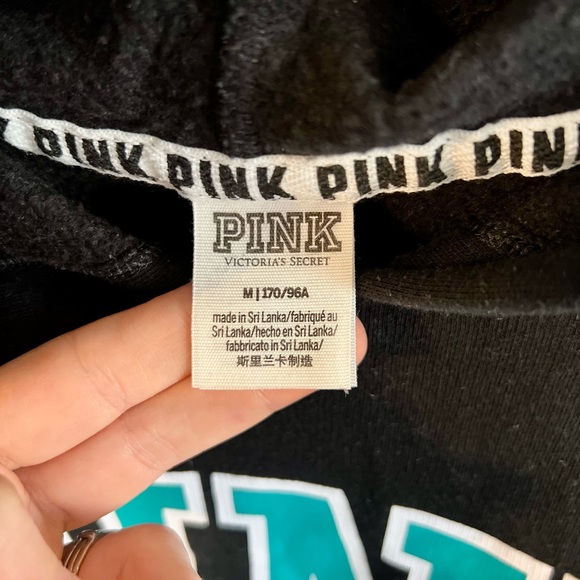 PINK PINK PINK PIN
PINK
VICTORIA'S SECRET
M | 170/96A
made in Sri Lanka/fabriqué au
Sri Lanka/hecho en Sri Lanka/
fabbricato in Sri Lanka/
斯里兰卡制造